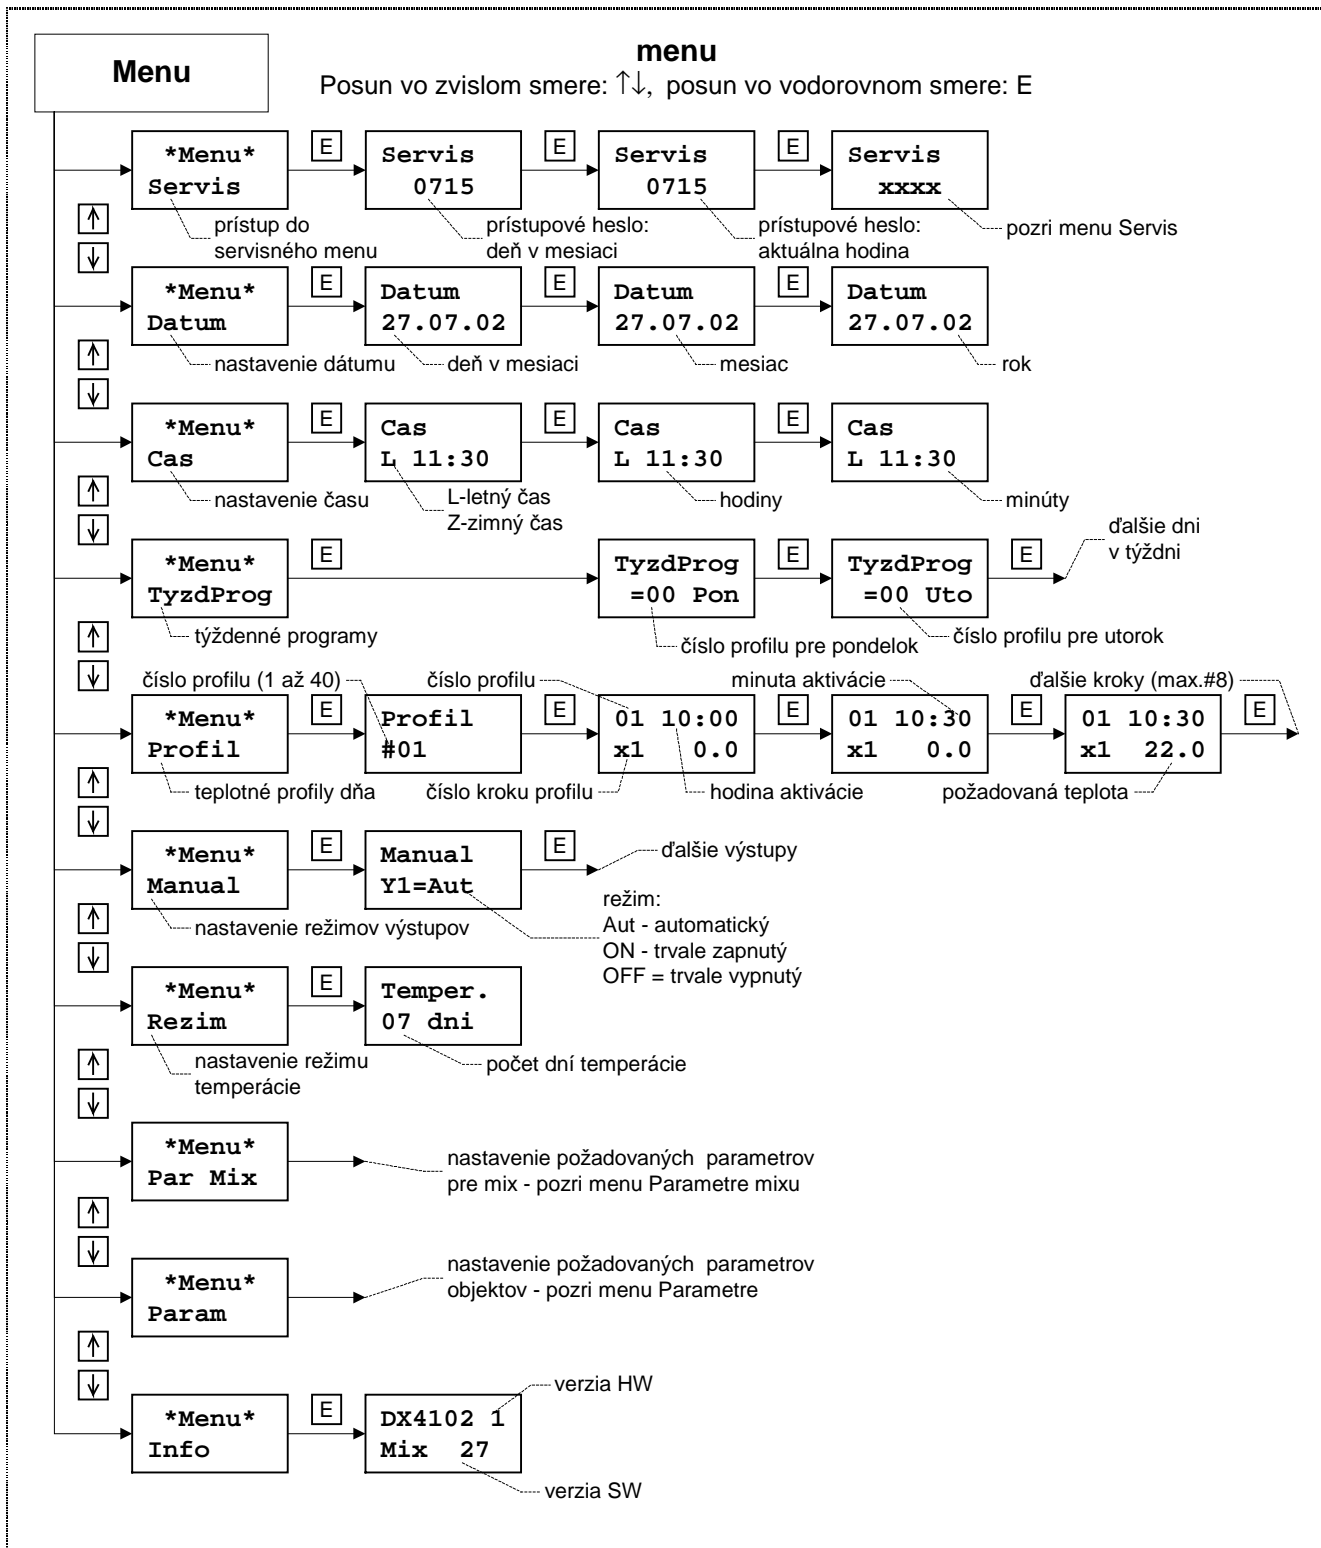 Menu
menu
Posun vo zvislom smere: ↑↓, posun vo vodorovnom smere: E
*Menu*
Servis
E
Servis
0715
E
Servis
0715
E
Servis
xxxx
prístup do
servisného menu
prístupové heslo:
deň v mesiaci
prístupové heslo:
aktuálna hodina
pozri menu Servis
↑
↓
*Menu*
Datum
E
Datum
27.07.02
E
Datum
27.07.02
E
Datum
27.07.02
nastavenie dátumu
deň v mesiaci
mesiac
rok
↑
↓
*Menu*
Cas
E
Cas
L 11:30
E
Cas
L 11:30
E
Cas
L 11:30
nastavenie času
L-letný čas
Z-zimný čas
hodiny
minúty
↑
↓
*Menu*
TyzdProg
E
TyzdProg
=00 Pon
E
TyzdProg
=00 Uto
E
ďalšie dni
v týždni
týždenné programy
číslo profilu pre pondelok
číslo profilu pre utorok
↑
↓
číslo profilu (1 až 40)
číslo profilu
minuta aktivácie
ďalšie kroky (max.#8)
*Menu*
Profil
E
Profil
#01
E
01 10:00
x1 0.0
E
01 10:30
x1 0.0
E
01 10:30
x1 22.0
E
teplotné profily dňa
číslo kroku profilu
hodina aktivácie
požadovaná teplota
↑
↓
*Menu*
Manual
E
Manual
Y1=Aut
E
ďalšie výstupy
nastavenie režimov výstupov
režim:
Aut - automatický
ON - trvale zapnutý
OFF = trvale vypnutý
↑
↓
*Menu*
Rezim
E
Temper.
07 dni
nastavenie režimu
temperácie
počet dní temperácie
↑
↓
*Menu*
Par Mix
nastavenie požadovaných parametrov
pre mix - pozri menu Parametre mixu
↑
↓
*Menu*
Param
nastavenie požadovaných parametrov
objektov - pozri menu Parametre
↑
↓
*Menu*
Info
E
DX4102 1
Mix 27
verzia HW
verzia SW